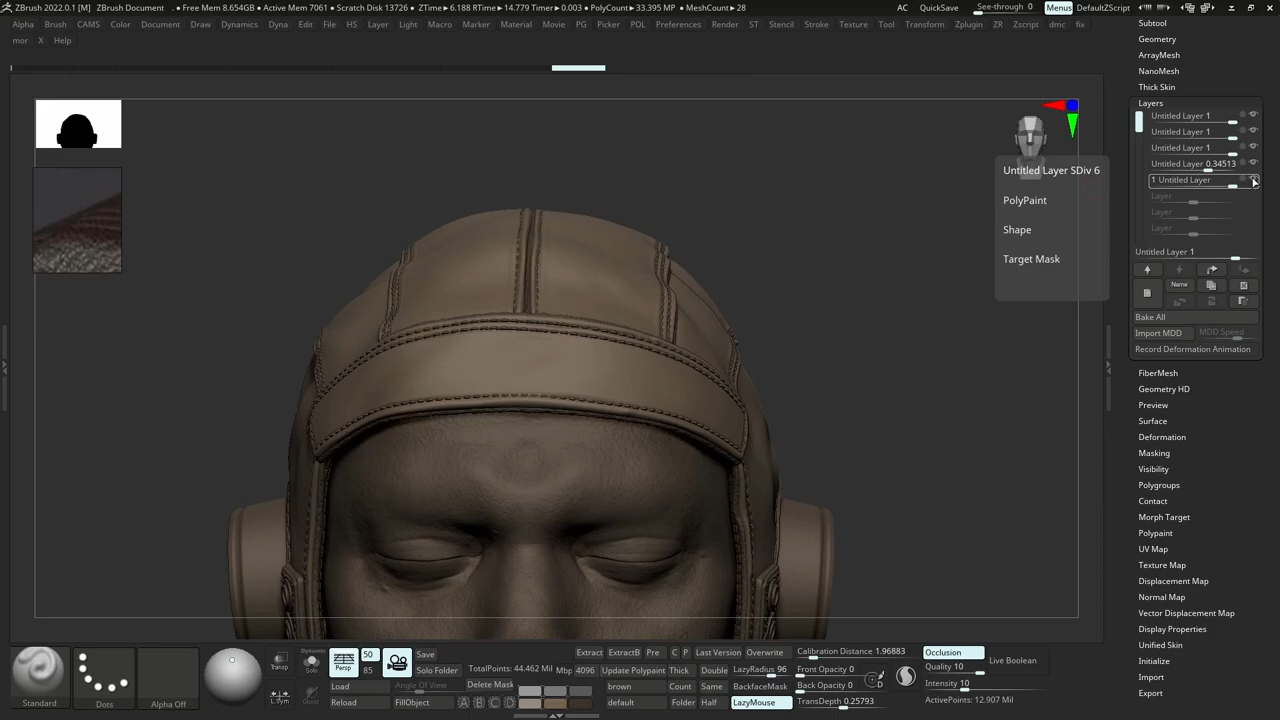 ZBrush 2022.0.1 [M] ZBrush Document . ● Free Mem 8.654GB ● Active Mem 7061 ● Scratch Disk 13726 ● ZTime▸6.188 RTime▸14.779 Timer▸0.003 ● PolyCount▸33.395 MP ● MeshCount▸28 AC QuickSave See-through 0 Menus DefaultZScript
Alpha Brush CAMS Color Document Draw Dynamics Edit File HS Layer Light Macro Marker Material Movie PG Picker POL Preferences Render ST Stencil Stroke Texture Tool Transform Zplugin ZR Zscript dmc fix
mor X Help
Subtool
Geometry
ArrayMesh
NanoMesh
Thick Skin
Layers
Untitled Layer 1
Untitled Layer 1
Untitled Layer 1
Untitled Layer 0.34513
1 Untitled Layer
Layer
Layer
Layer
Untitled Layer 1
Name
Bake All
Import MDD MDD Speed
Record Deformation Animation
Untitled Layer SDiv 6
PolyPaint
Shape
Target Mask
FiberMesh
Geometry HD
Preview
Surface
Deformation
Masking
Visibility
Polygroups
Contact
Morph Target
Polypaint
UV Map
Texture Map
Displacement Map
Normal Map
Vector Displacement Map
Display Properties
Unified Skin
Initialize
Import
Export
Standard
Dots
Alpha Off
Transp
L.Tym
Dynamic
Solo
Ghost
Persp
50
85
Save
Solo Folder
Load
Angle Of View
Reload
FillObject
TotalPoints: 44.462 Mil
Delete Mask
Mbp
A B C D
Extract Extract Pre C P Last Version Overwrite
4096 Update Polypaint Thick Double
brown Count Same
default Folder Half
LazyRadius 96
BackfaceMask
LazyMouse
Calibration Distance 1.96883
Front Opacity 0
Back Opacity 0
TransDepth 0.25793
Occlusion
Quality 10
Intensity 10
ActivePoints: 12.907 Mil
Live Boolean